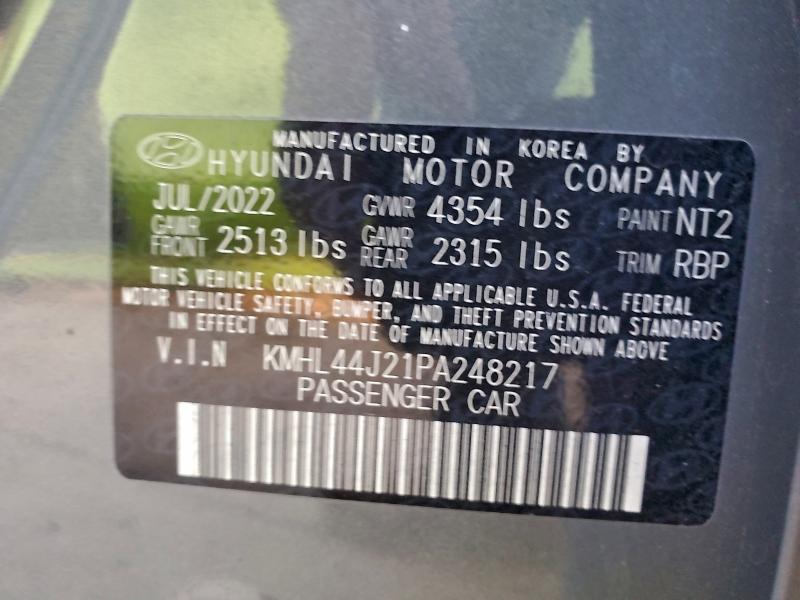 MANUFACTURED IN KOREA BY
HYUNDAI MOTOR COMPANY
JUL/2022 GVWR 4354 lbs PAINT NT2
GAWR FRONT 2513 lbs GAWR REAR 2315 lbs TRIM RBP
THIS VEHICLE CONFORMS TO ALL APPLICABLE U.S.A. FEDERAL
MOTOR VEHICLE SAFETY, BUMPER, AND THEFT PREVENTION STANDARDS
IN EFFECT ON THE DATE OF MANUFACTURE SHOWN ABOVE
V.I.N KMHL44J21PA248217
PASSENGER CAR